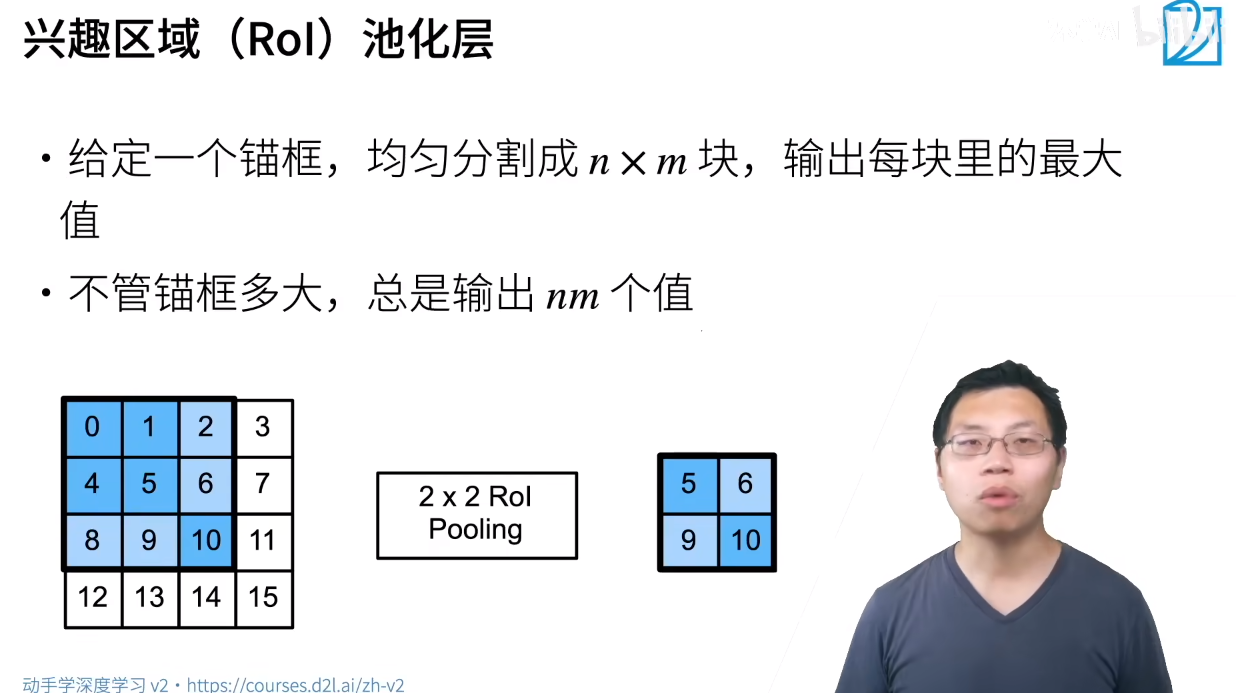 兴趣区域（RoI）池化层
• 给定一个锚框，均匀分割成 n × m 块，输出每块里的最大
值
• 不管锚框多大，总是输出 nm 个值
0 1 2 3
4 5 6 7
8 9 10 11
12 13 14 15
2 x 2 RoI
Pooling
5 6
9 10
动手学深度学习 v2 • https://courses.d2l.ai/zh-v2